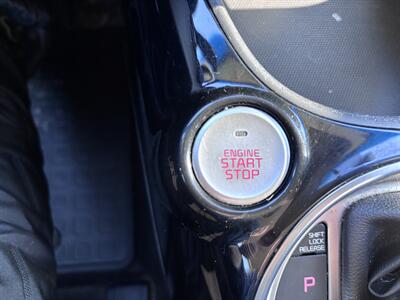 ENGINE
START
STOP
SHIFT
LOCK
RELEASE
P